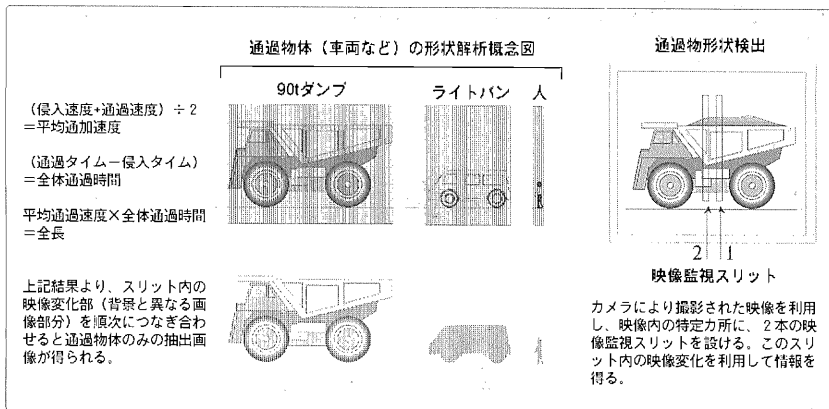 通過物体（車両など）の形状解析概念図
90tダンプ
ライトバン
人
（侵入速度+通過速度）÷2
＝平均通加速度
（通過タイム－侵入タイム）
＝全体通過時間
平均通過速度×全体通過時間
＝全長
上記結果より、スリット内の
映像変化部（背景と異なる画
像部分）を順次につなぎ合わ
せると通過物体のみの抽出画
像が得られる。
通過物形状検出
2 1
映像監視スリット
カメラにより撮影された映像を利用
し、映像内の特定カ所に、2本の映
像監視スリットを設ける。このスリ
ット内の映像変化を利用して情報を
得る。